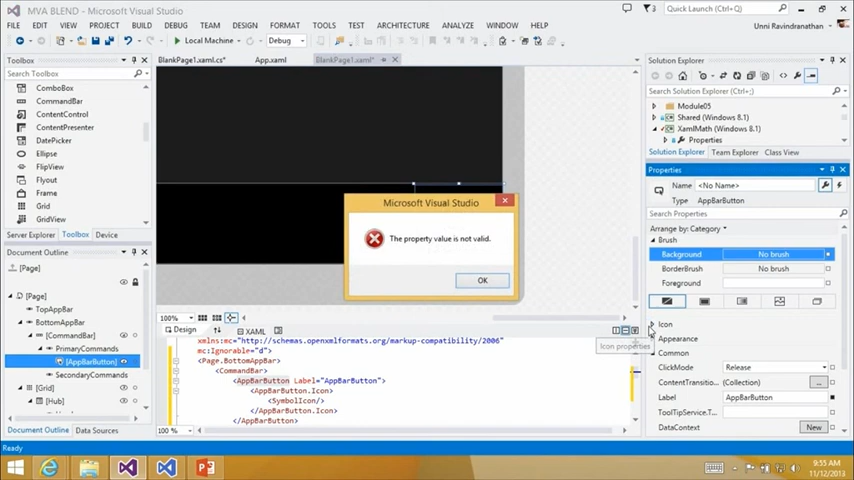 MVA BLEND - Microsoft Visual Studio
3
Quick Launch (Ctrl+Q)
FILE EDIT VIEW PROJECT BUILD DEBUG TEAM DESIGN FORMAT TOOLS TEST ARCHITECTURE ANALYZE WINDOW HELP
Unni Ravindranathan
Local Machine
Debug
Toolbox
Search Toolbox
ComboBox
CommandBar
ContentControl
ContentPresenter
DatePicker
Ellipse
FlipView
Flyout
Frame
Grid
GridView
Server Explorer Toolbox Device
Document Outline
[Page]
[Page]
TopAppBar
BottomAppBar
[CommandBar]
PrimaryCommands
[AppBarButton]
SecondaryCommands
[Grid]
[Hub]
Document Outline Data Sources
BlankPage1.xaml.cs* App.xaml BlankPage1.xaml*
Microsoft Visual Studio
The property value is not valid.
OK
100%
Design XAML
xmlns:mc="http://schemas.openxmlformats.org/markup-compatibility/2006"
mc:Ignorable="d">
<Page.BottomAppBar>
<CommandBar>
<AppBarButton Label="AppBarButton">
<AppBarButton.Icon>
<SymbolIcon/>
</AppBarButton.Icon>
</AppBarButton>
100 %
Solution Explorer
Search Solution Explorer (Ctrl+;)
Module05
Shared (Windows 8.1)
XamlMath (Windows 8.1)
Properties
Solution Explorer Team Explorer Class View
Properties
Name <No Name>
Type AppBarButton
Search Properties
Arrange by: Category
Brush
Background No brush
BorderBrush No brush
Foreground
Icon
Icon properties
Appearance
Common
ClickMode Release
ContentTransitio... (Collection) ...
Label AppBarButton
ToolTipService.T...
DataContext New
Ready
9:55 AM
11/12/2013